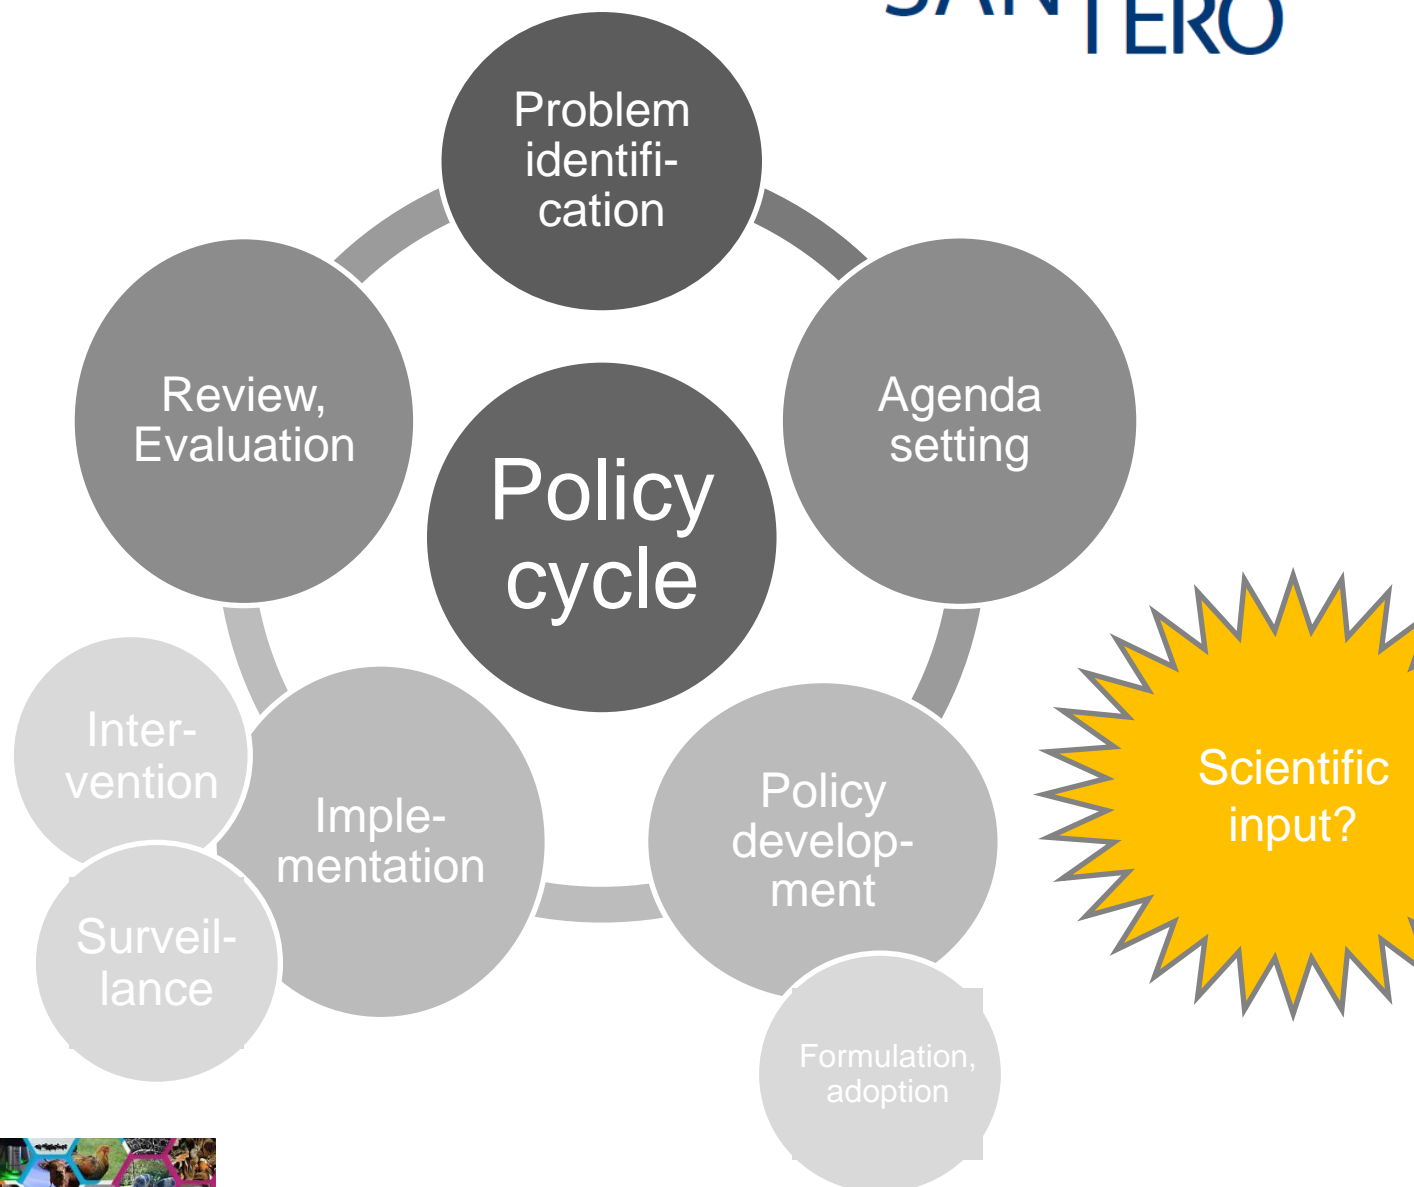 SAN
TERO
Problem
identifi-
cation
Review,
Evaluation
Agenda
setting
Policy
cycle
Inter-
vention
Imple-
mentation
Policy
develop-
ment
Scientific
input?
Surveil-
lance
Formulation,
adoption